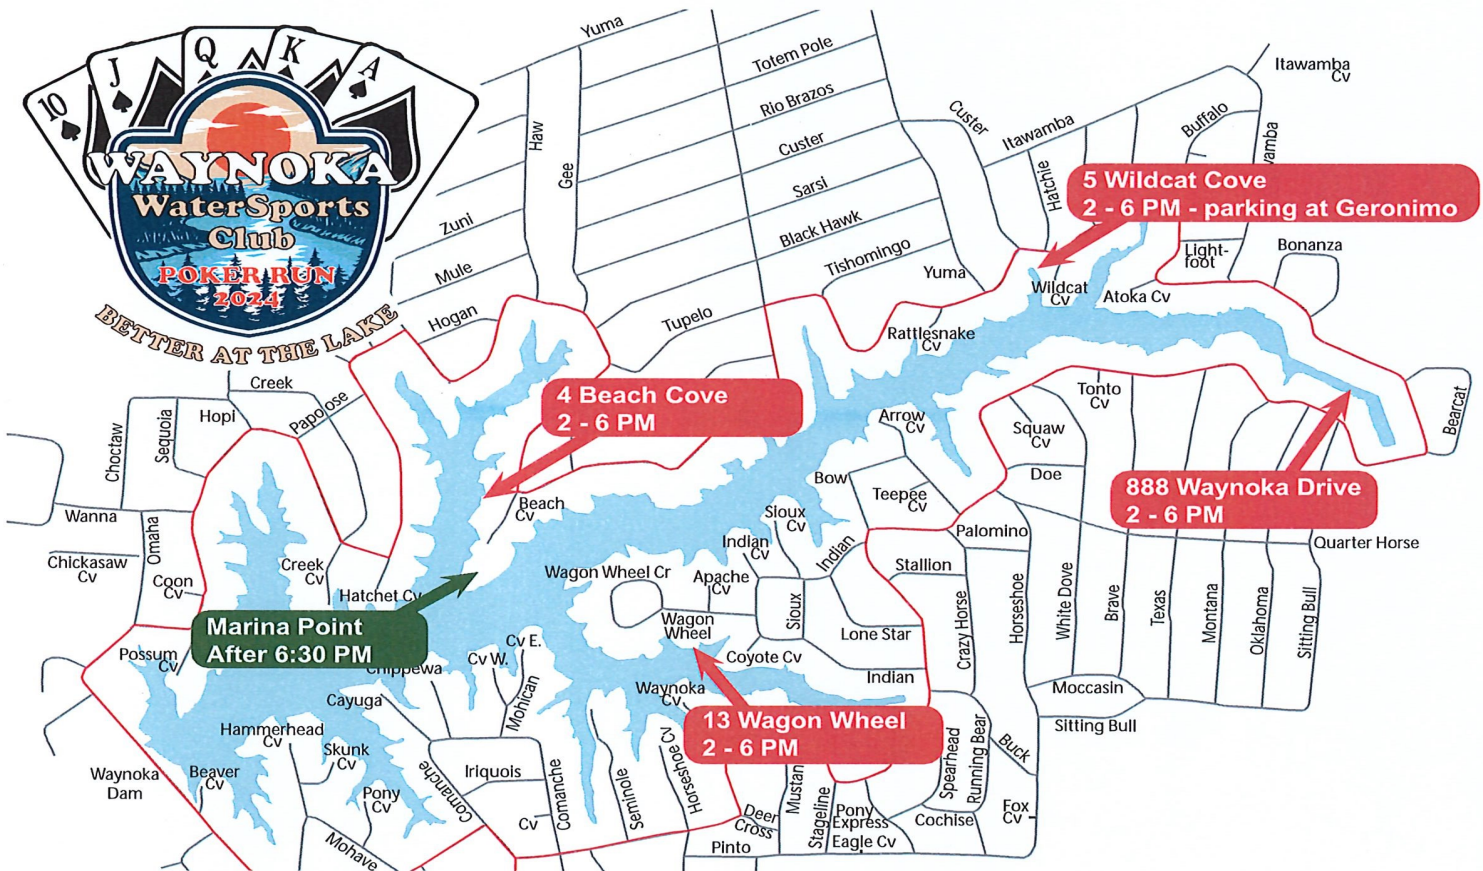 10
J
Q
K
A
WAYNOKA
WaterSports
Club
POKER RUN
2024
BETTER AT THE LAKE
Yuma
Totem Pole
Rio Brazos
Custer
Sarsi
Black Hawk
Tishomingo
Yuma
Custer
Itawamba
Itawamba
Cv
Buffalo
wamba
Hatchie
5 Wildcat Cove
2 - 6 PM - parking at Geronimo
Light-
foot
Bonanza
Haw
Gee
Zuni
Mule
Hogan
Tupelo
Wildcat
Cv
Atoka Cv
Rattlesnake
Cv
Creek
Hopi
Papoose
Choctaw
Sequoia
4 Beach Cove
2 - 6 PM
Arrow
Cv
Tonto
Cv
Squaw
Cv
Bearcat
Bow
Teepee
Cv
Doe
888 Waynoka Drive
2 - 6 PM
Wanna
Omaha
Beach
Cv
Sioux
Cv
Indian
Cv
Indian
Palomino
Quarter Horse
Chickasaw
Cv
Coon
Cv
Creek
Cv
Hatchet Cv
Wagon Wheel Cr
Apache
Cv
Stallion
Wagon
Wheel
Sioux
Lone Star
Crazy Horse
Horseshoe
White Dove
Brave
Texas
Montana
Oklahoma
Sitting Bull
Marina Point
After 6:30 PM
Possum
Cv
Chippewa
Cv W.
Cv E.
Coyote Cv
Indian
Cayuga
Mohican
Waynoka
Cv
Moccasin
Sitting Bull
13 Wagon Wheel
2 - 6 PM
Hammerhead
Cv
Skunk
Cv
Horseshoe Cv
Spearhead
Running Bear
Buck
Waynoka
Dam
Beaver
Cv
Pony
Cv
Comanche
Iriquois
Cv
Comanche
Seminole
Deer
Cross
Mustan
Stageline
Pony
Express
Eagle Cv
Cochise
Fox
Cv
Mohave
Pinto